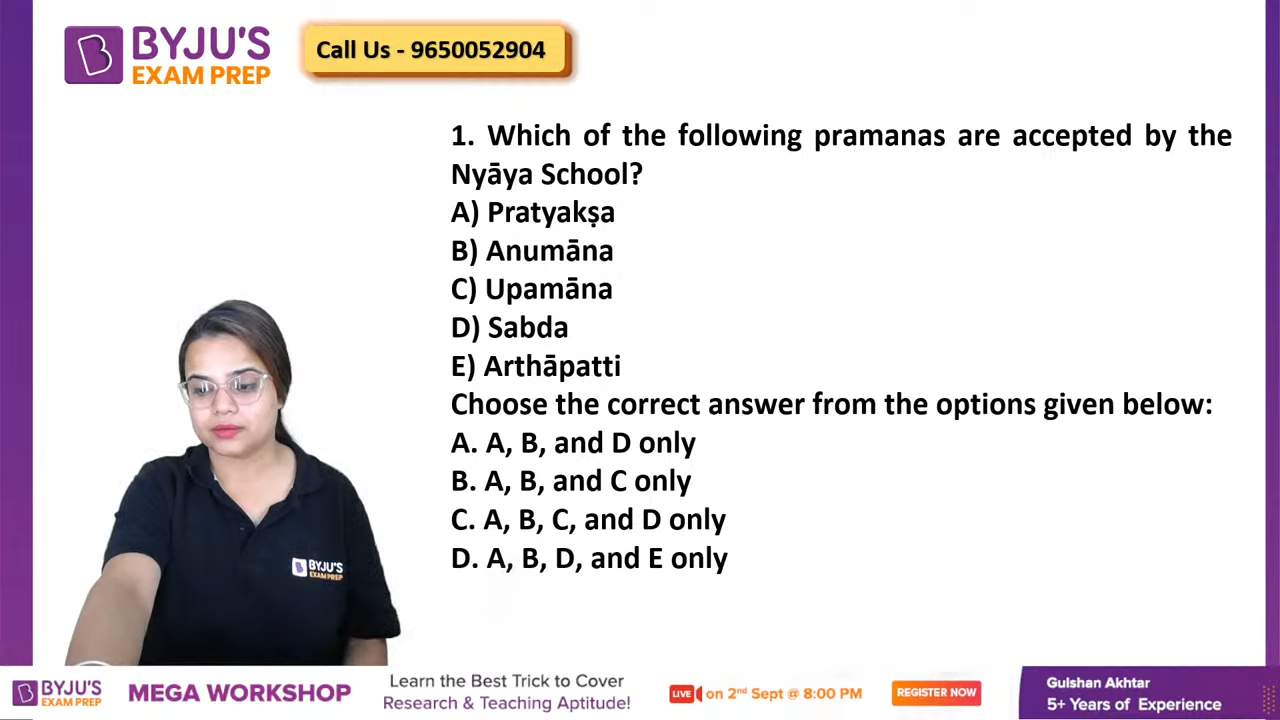 BYJU'S
EXAM PREP
Call Us - 9650052904
1. Which of the following pramanas are accepted by the
Nyāya School?
A) Pratyakṣa
B) Anumāna
C) Upamāna
D) Sabda
E) Arthāpatti
Choose the correct answer from the options given below:
A. A, B, and D only
B. A, B, and C only
C. A, B, C, and D only
D. A, B, D, and E only
BYJU'S
EXAM PREP
BYJU'S
EXAM PREP
MEGA WORKSHOP
Learn the Best Trick to Cover
Research & Teaching Aptitude!
LIVE on 2nd Sept @ 8:00 PM
REGISTER NOW
Gulshan Akhtar
5+ Years of Experience